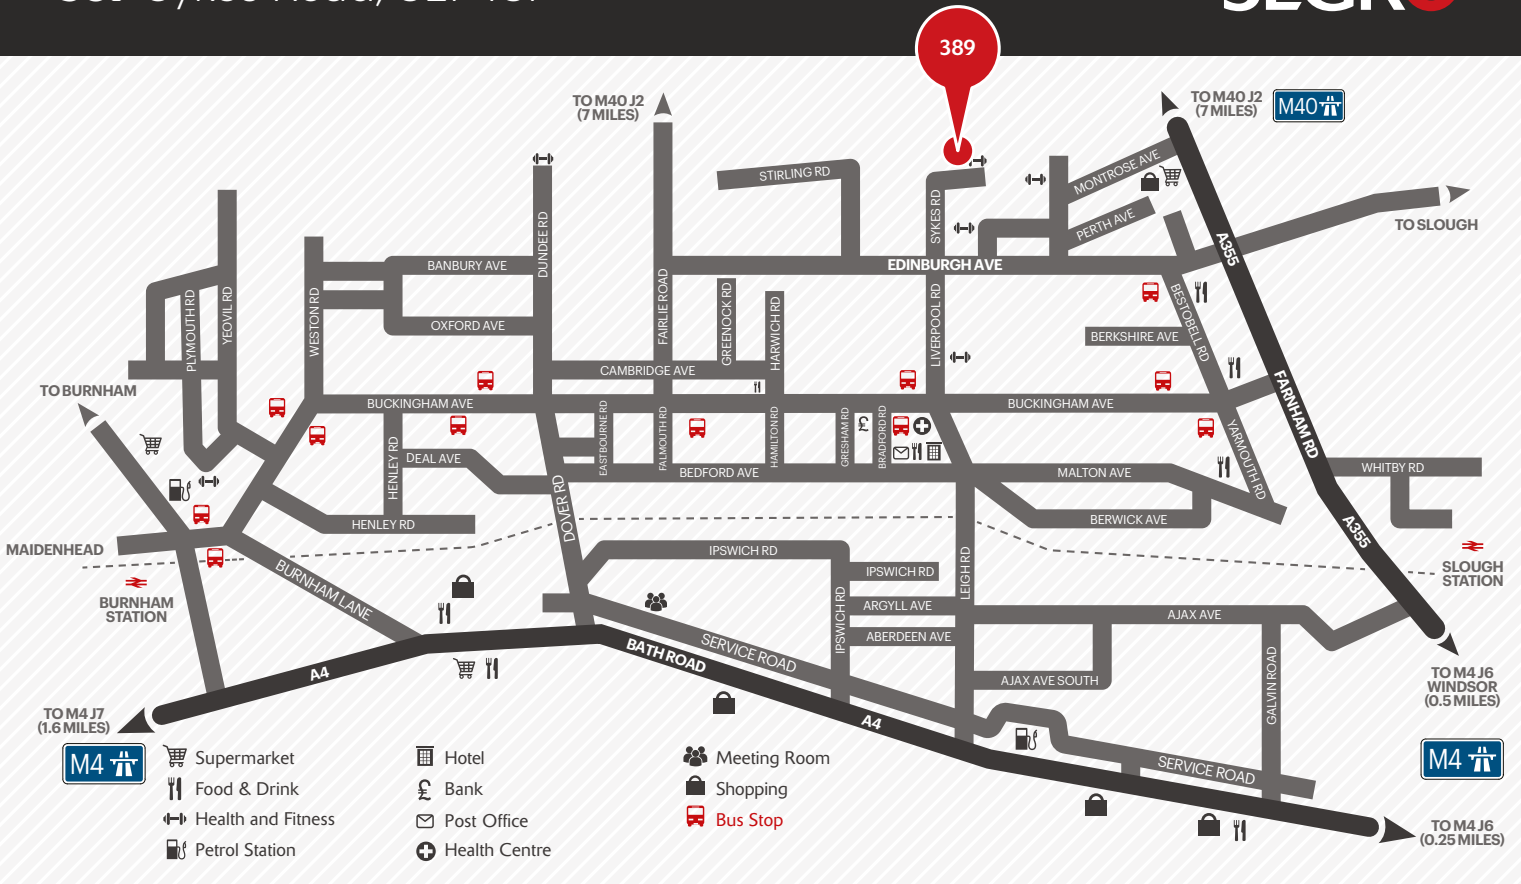 389
TO M40 J2
(7 MILES)
TO M40 J2
(7 MILES)
M40
STIRLING RD
MONTROSE AVE
PERTH AVE
SYKES RD
TO SLOUGH
A355
DUNDEE RD
BANBURY AVE
EDINBURGH AVE
PLYMOUTH RD
YEOVIL RD
WESTON RD
FAIRLIE ROAD
GREENOCK RD
HARWICH RD
LIVERPOOL RD
BESTOBELL RD
OXFORD AVE
BERKSHIRE AVE
CAMBRIDGE AVE
TO BURNHAM
BUCKINGHAM AVE
BUCKINGHAM AVE
FARNHAM RD
EASTBOURNE RD
FALMOUTH RD
HAMILTON RD
GRESHAM RD
BRADFORD RD
YARMOUTH RD
HENLEY RD
DEAL AVE
BEDFORD AVE
MALTON AVE
WHITBY RD
DOVER RD
HENLEY RD
BERWICK AVE
A355
MAIDENHEAD
IPSWICH RD
IPSWICH RD
LEIGH RD
SLOUGH
STATION
BURNHAM
STATION
BURNHAM LANE
IPSWICH RD
ARGYLL AVE
AJAX AVE
ABERDEEN AVE
SERVICE ROAD
BATH ROAD
A4
AJAX AVE SOUTH
GALVIN ROAD
TO M4 J6
WINDSOR
(0.5 MILES)
TO M4 J7
(1.6 MILES)
A4
M4
M4
SERVICE ROAD
TO M4 J6
(0.25 MILES)
Supermarket
Food & Drink
Health and Fitness
Petrol Station
Hotel
£ Bank
Post Office
Health Centre
Meeting Room
Shopping
Bus Stop